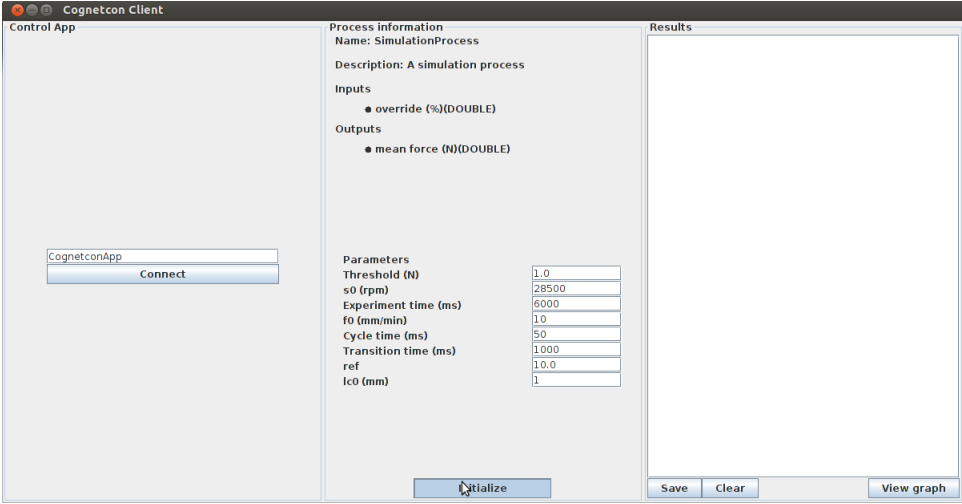 Cognetcon Client
Control App
CognetconApp
Connect
Process information
Name: SimulationProcess
Description: A simulation process
Inputs
override (%)(DOUBLE)
Outputs
mean force (N)(DOUBLE)
Parameters
Threshold (N) 1.0
s0 (rpm) 28500
Experiment time (ms) 6000
f0 (mm/min) 10
Cycle time (ms) 50
Transition time (ms) 1000
ref 10.0
lc0 (mm) 1
Initialize
Results
Save Clear View graph